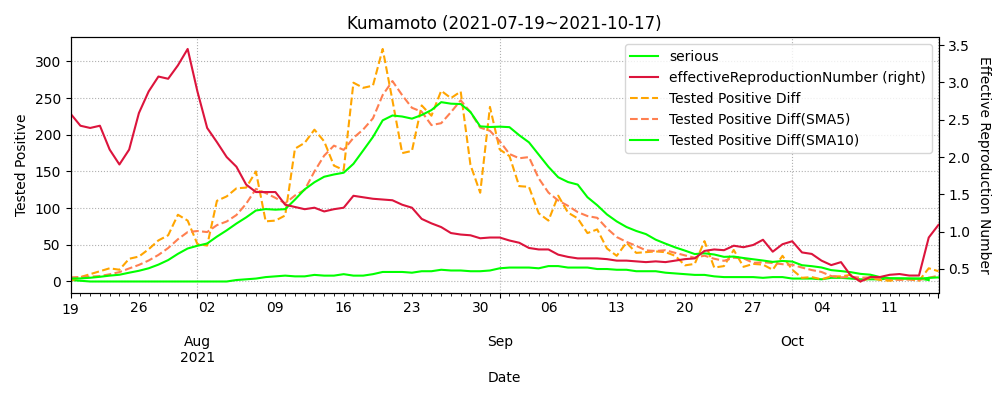 Kumamoto (2021-07-19~2021-10-17)
serious
effectiveReproductionNumber (right)
Tested Positive Diff
Tested Positive Diff(SMA5)
Tested Positive Diff(SMA10)
Tested Positive
300
250
200
150
100
50
0
3.5
3.0
2.5
2.0
1.5
1.0
0.5
Effective Reproduction Number
19 26 02 09 16 23 30 06 13 20 27 04 11
Aug Sep Oct
2021
Date